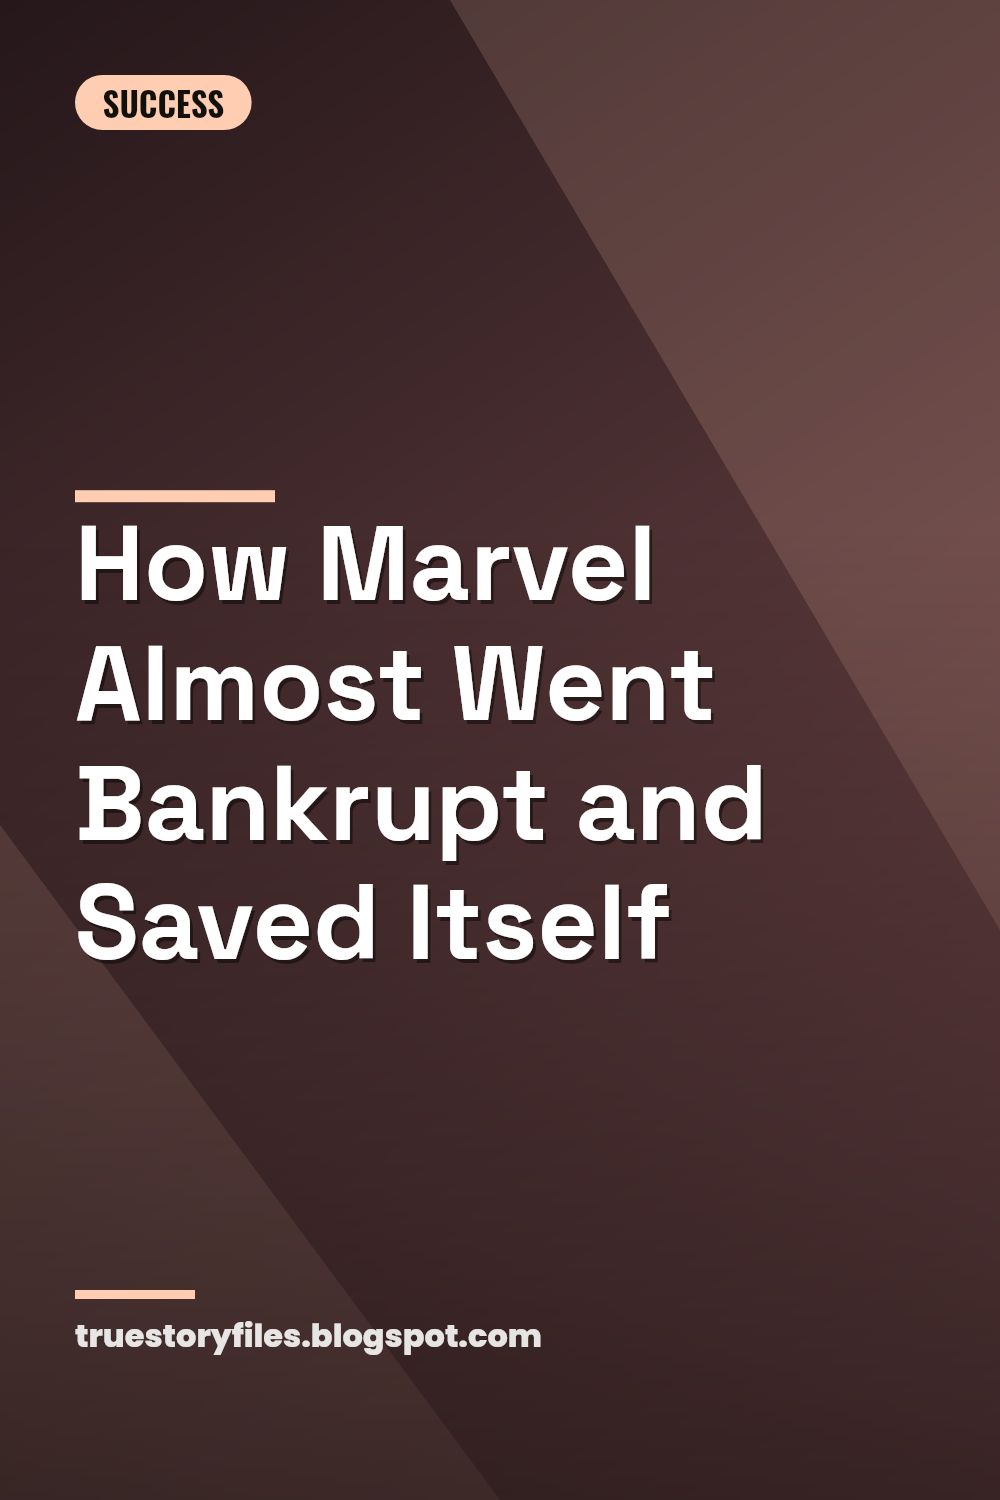 SUCCESS
How Marvel
Almost Went
Bankrupt and
Saved Itself
truestoryfiles.blogspot.com